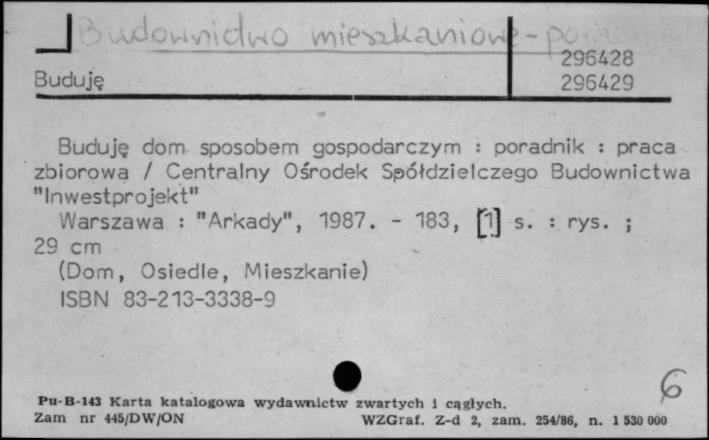 Budownictwo mieszkaniowe - po
296428
Buduję 296429
Buduję dom sposobem gospodarczym : poradnik : praca
zbiorowa / Centralny Ośrodek Spółdzielczego Budownictwa
"Inwestprojekt"
Warszawa : "Arkady", 1987. - 183, [1] s. : rys. ;
29 cm
(Dom, Osiedle, Mieszkanie)
ISBN 83-213-3338-9
6
Pu-B-143 Karta katalogowa wydawnictw zwartych i ciągłych.
Zam nr 445/DW/ON WZGraf. Z-d 2, zam. 254/86, n. 1 530 000